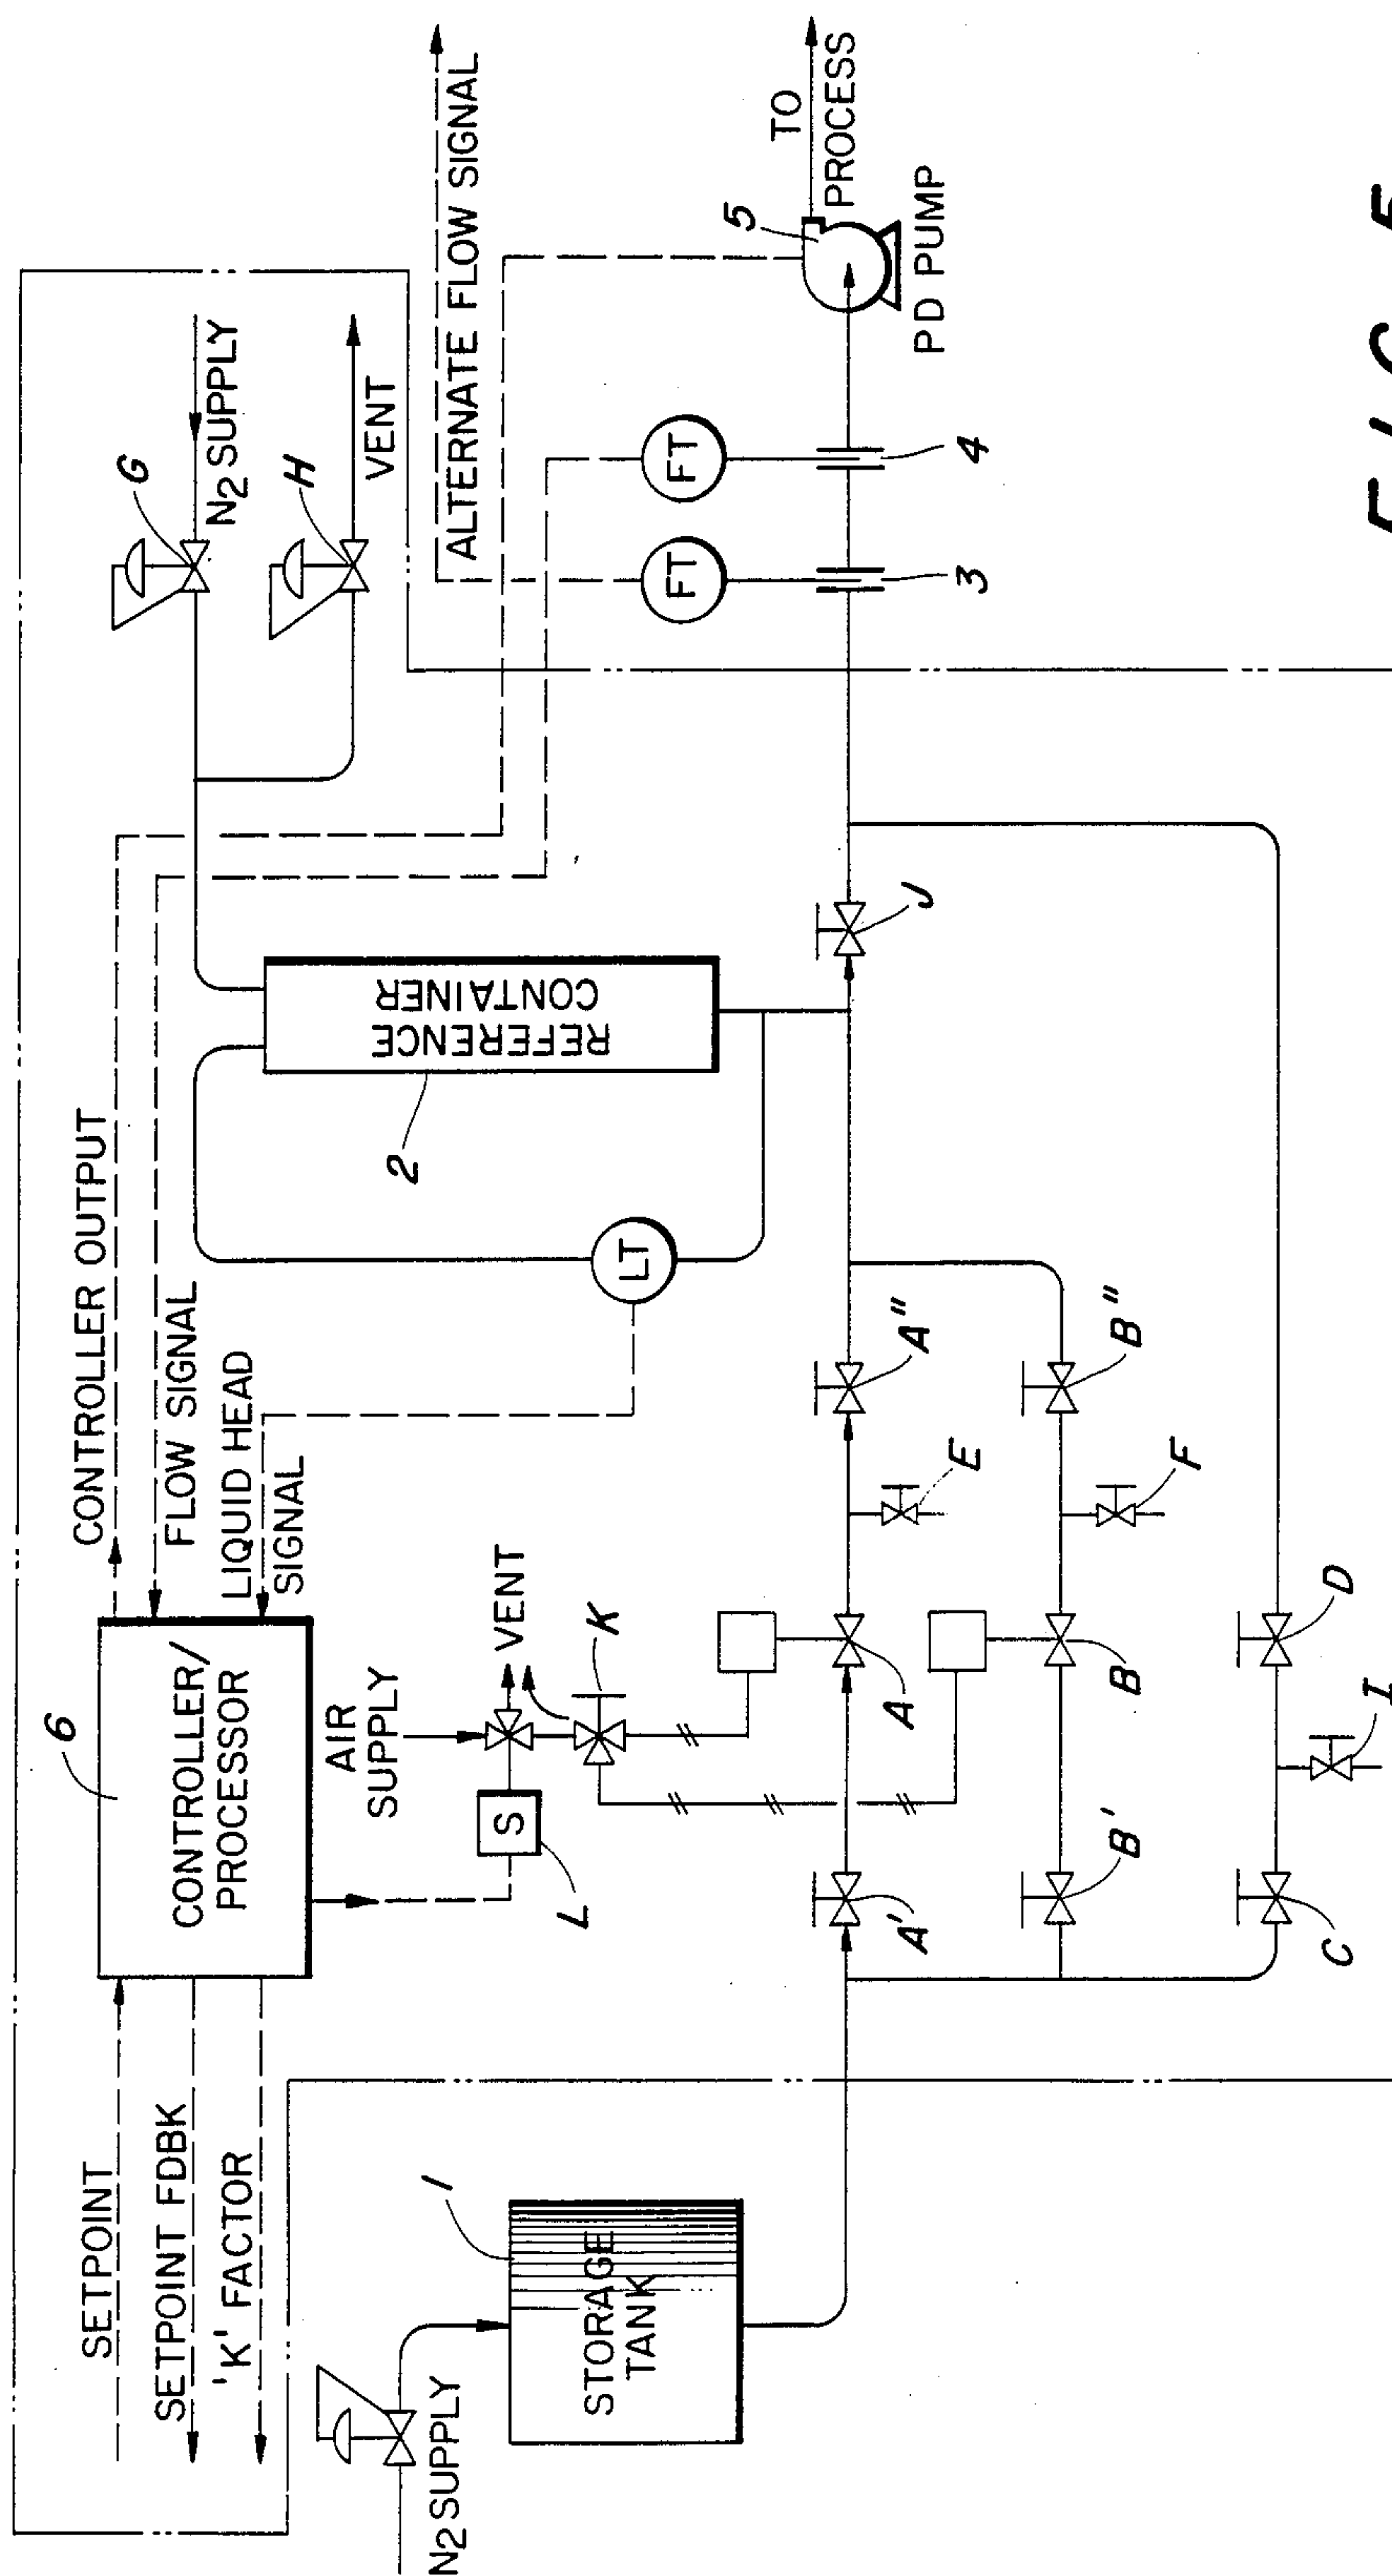 SETPOINT
SETPOINT FDBK
'K' FACTOR
6
CONTROLLER/
PROCESSOR
CONTROLLER OUTPUT
FLOW SIGNAL
LIQUID HEAD
SIGNAL
G
N2 SUPPLY
H
VENT
ALTERNATE FLOW SIGNAL
AIR
SUPPLY
VENT
S
L
K
LT
2
REFERENCE
CONTAINER
FT
FT
3
4
5
TO
PROCESS
PD PUMP
N2 SUPPLY
1
STORAGE
TANK
A'
A
E
A"
J
B'
B
F
B"
C
I
D